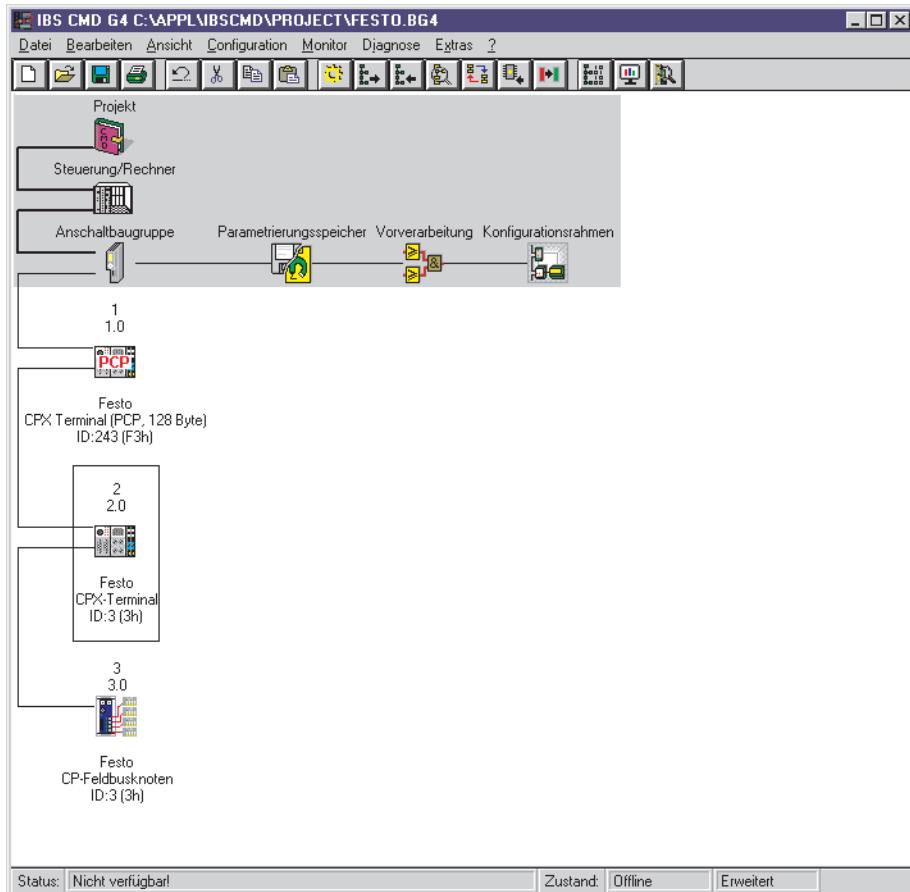 IBS CMD G4 C:\APPL\IBSCMD\PROJECT\FESTO.BG4
Datei Bearbeiten Ansicht Configuration Monitor Djagnose Extras ?
Projekt
CMD
Steuerung/Rechner
Anschaltbaugruppe Parametrierungsspeicher Vorverarbeitung Konfigurationsrahmen
≥
&
≥
1
1.0
PCP
Festo
CPX Terminal (PCP, 128 Byte)
ID:243 (F3h)
2
2.0
Festo
CPX-Terminal
ID:3 (3h)
3
3.0
Festo
CP-Feldbusknoten
ID:3 (3h)
Status: Nicht verfügbar! Zustand: Offline Erweitert